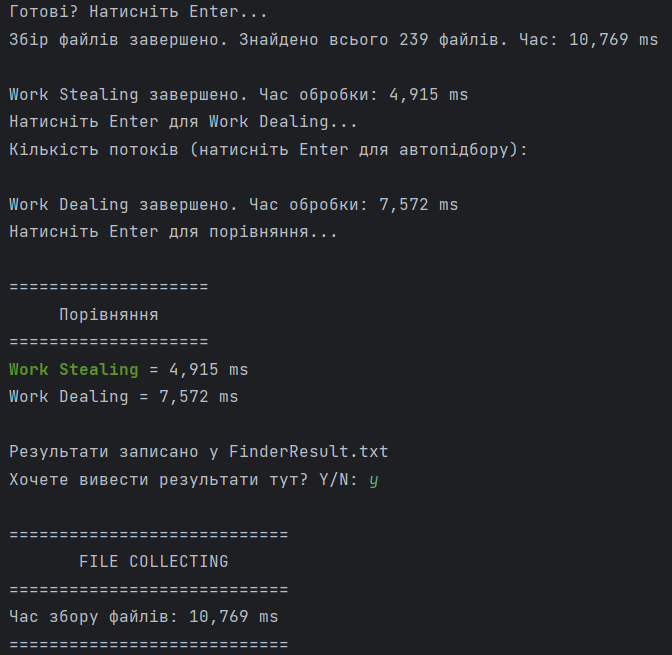 Готові? Натисніть Enter...
Збір файлів завершено. Знайдено всього 239 файлів. Час: 10,769 ms
Work Stealing завершено. Час обробки: 4,915 ms
Натисніть Enter для Work Dealing...
Кількість потоків (натисніть Enter для автопідбору):
Work Dealing завершено. Час обробки: 7,572 ms
Натисніть Enter для порівняння...
====================
Порівняння
====================
Work Stealing = 4,915 ms
Work Dealing = 7,572 ms
Результати записано у FinderResult.txt
Хочете вивести результати тут? Y/N: y
============================
FILE COLLECTING
============================
Час збору файлів: 10,769 ms
============================